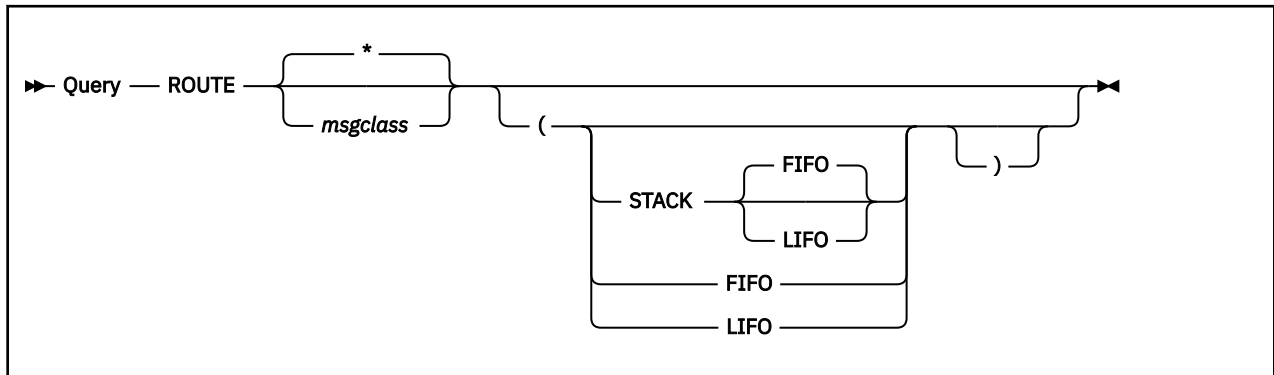 *
Query ROUTE
msgclass
(
)
FIFO
STACK
LIFO
FIFO
LIFO